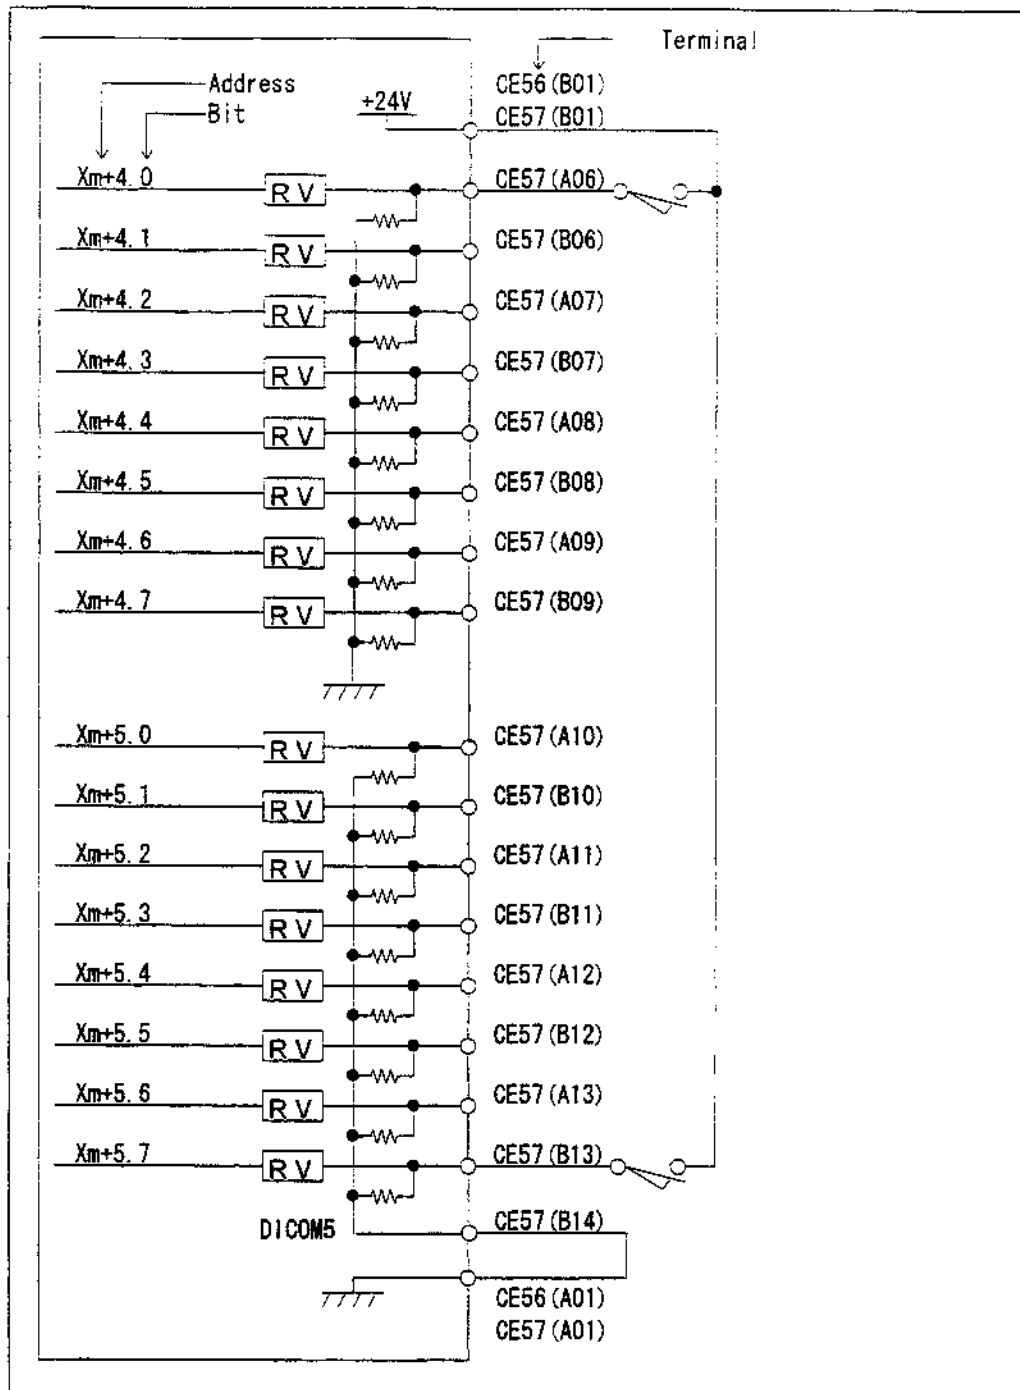 Terminal
Address
Bit
+24V
CE56(B01)
CE57(B01)
Xm+4.0 RV CE57(A06)
Xm+4.1 RV CE57(B06)
Xm+4.2 RV CE57(A07)
Xm+4.3 RV CE57(B07)
Xm+4.4 RV CE57(A08)
Xm+4.5 RV CE57(B08)
Xm+4.6 RV CE57(A09)
Xm+4.7 RV CE57(B09)
Xm+5.0 RV CE57(A10)
Xm+5.1 RV CE57(B10)
Xm+5.2 RV CE57(A11)
Xm+5.3 RV CE57(B11)
Xm+5.4 RV CE57(A12)
Xm+5.5 RV CE57(B12)
Xm+5.6 RV CE57(A13)
Xm+5.7 RV CE57(B13)
DICOM5 CE57(B14)
CE56(A01)
CE57(A01)